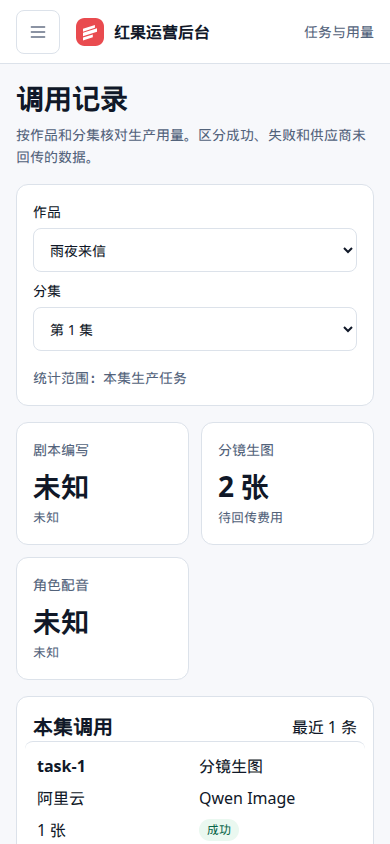 红果运营后台
任务与用量
调用记录
按作品和分集核对生产用量。区分成功、失败和供应商未
回传的数据。
作品
雨夜来信
分集
第 1 集
统计范围：本集生产任务
剧本编写
未知
未知
分镜生图
2 张
待回传费用
角色配音
未知
未知
本集调用
最近 1 条
task-1
分镜生图
阿里云
Qwen Image
1 张
成功